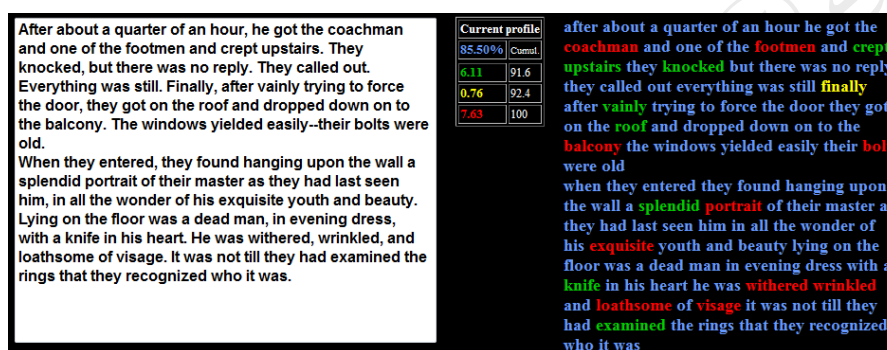 After about a quarter of an hour, he got the coachman
and one of the footmen and crept upstairs. They
knocked, but there was no reply. They called out.
Everything was still. Finally, after vainly trying to force
the door, they got on the roof and dropped down on to
the balcony. The windows yielded easily--their bolts were
old.
When they entered, they found hanging upon the wall a
splendid portrait of their master as they had last seen
him, in all the wonder of his exquisite youth and beauty.
Lying on the floor was a dead man, in evening dress,
with a knife in his heart. He was withered, wrinkled, and
loathsome of visage. It was not till they had examined the
rings that they recognized who it was.
Current profile
85.50% Cumul.
6.11 91.6
0.76 92.4
7.63 100
after about a quarter of an hour he got the
coachman and one of the footmen and crept
upstairs they knocked but there was no reply
they called out everything was still finally
after vainly trying to force the door they got
on the roof and dropped down on to the
balcony the windows yielded easily their bol
were old
when they entered they found hanging upon
the wall a splendid portrait of their master a
they had last seen him in all the wonder of
his exquisite youth and beauty lying on the
floor was a dead man in evening dress with a
knife in his heart he was withered wrinkled
and loathsome of visage it was not till they
had examined the rings that they recognized
who it was